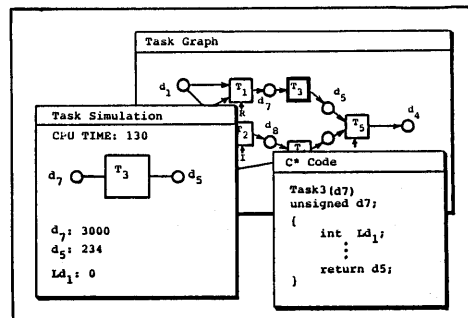 Task Graph
d1
T1
d7
T3
d5
d4
R
T2
d8
T5
I
T
Task Simulation
CPU TIME: 130
d7
T3
d5
d7: 3000
d5: 234
Ld1: 0
C* Code
Task3(d7)
unsigned d7;
{
int Ld1;
return d5;
}